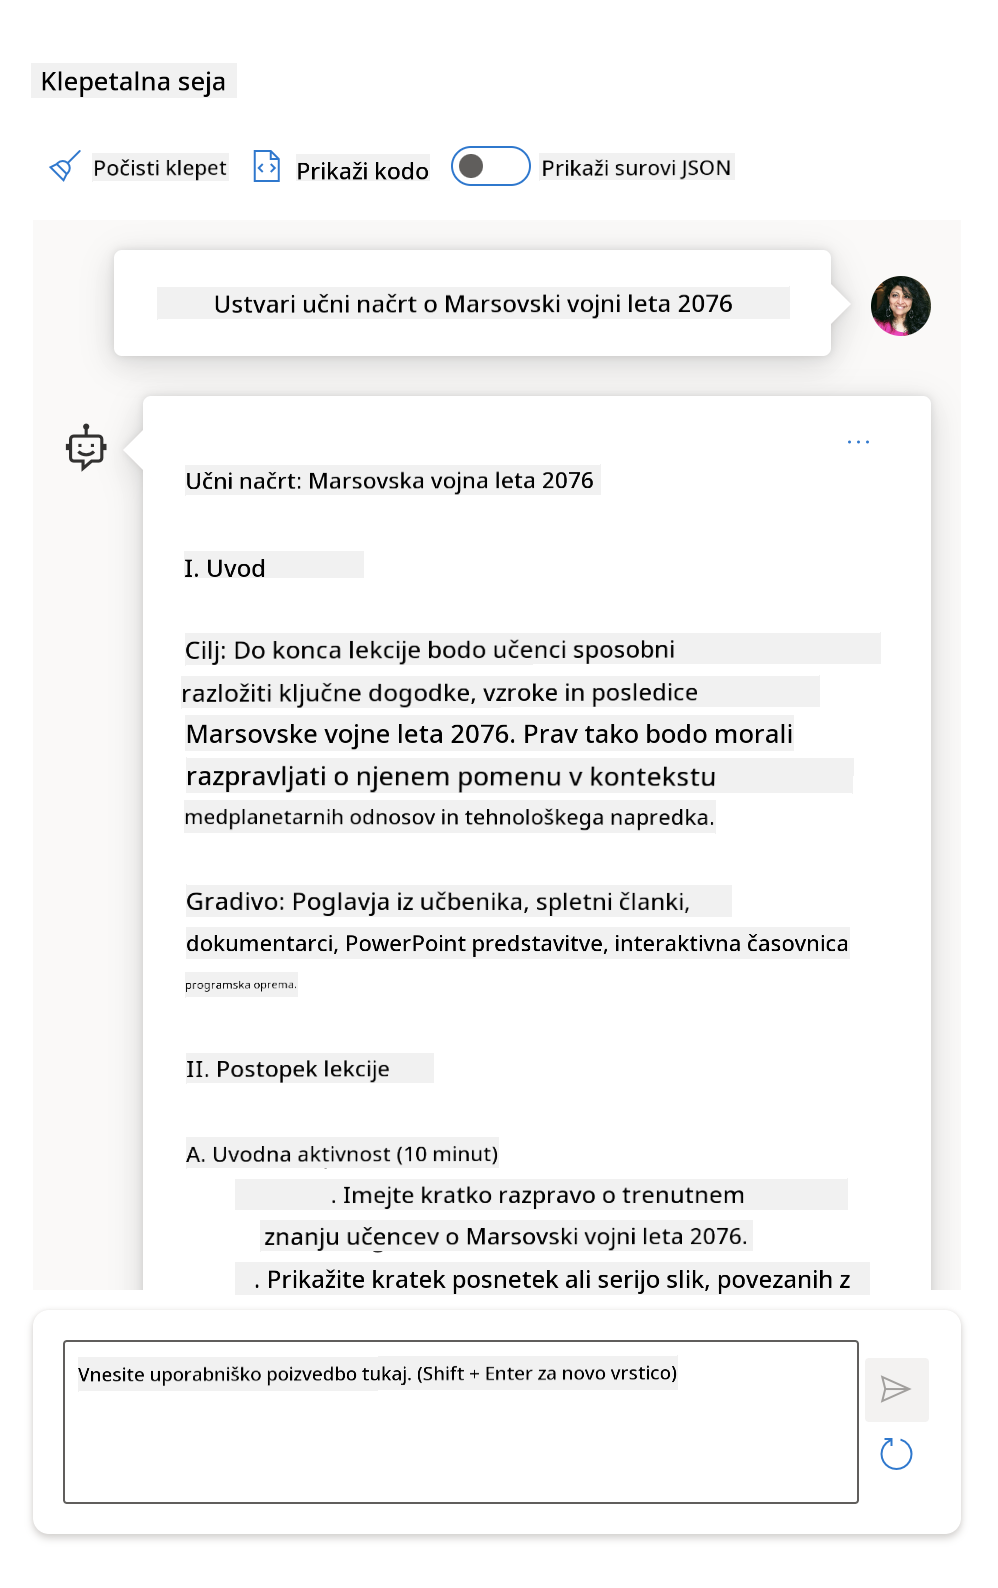 Klepetalna seja
Počisti klepet
Prikaži kodo
Prikaži surovi JSON
Ustvari učni načrt o Marsovski vojni leta 2076
Učni načrt: Marsovska vojna leta 2076
I. Uvod
Cilj: Do konca lekcije bodo učenci sposobni
razložiti ključne dogodke, vzroke in posledice
Marsovske vojne leta 2076. Prav tako bodo morali
razpravljati o njenem pomenu v kontekstu
medplanetarnih odnosov in tehnološkega napredka.
Gradivo: Poglavja iz učbenika, spletni članki,
dokumentarci, PowerPoint predstavitve, interaktivna časovnica
programska oprema.
II. Postopek lekcije
A. Uvodna aktivnost (10 minut)
. Imejte kratko razpravo o trenutnem
znanju učencev o Marsovski vojni leta 2076.
. Prikažite kratek posnetek ali serijo slik, povezanih z
Vnesite uporabniško poizvedbo tukaj. (Shift + Enter za novo vrstico)